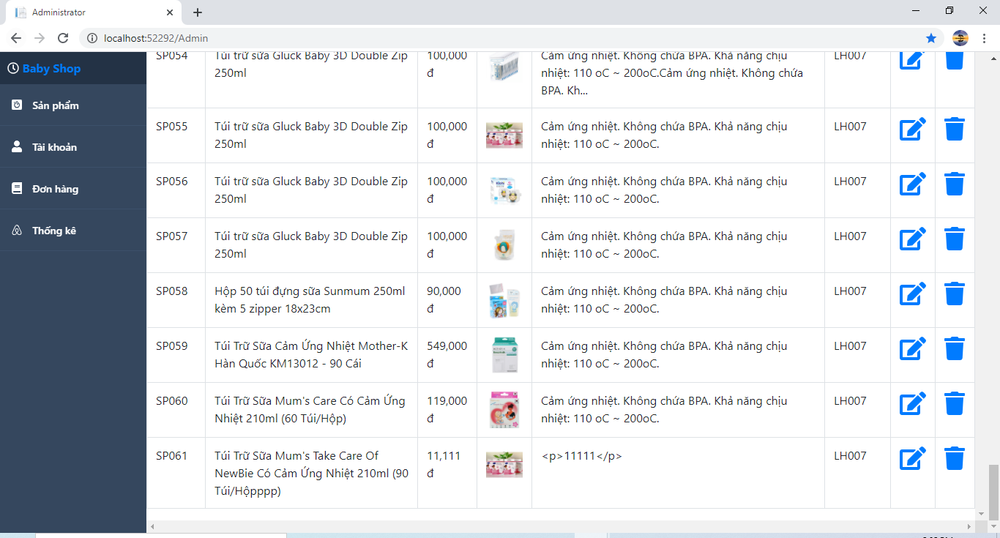 Administrator
localhost:52292/Admin
Baby Shop
Sản phẩm
Tài khoản
Đơn hàng
Thống kê
SP054
Túi trữ sữa Gluck Baby 3D Double Zip
250ml
100,000
đ
Cảm ứng nhiệt. Không chứa BPA. Khả năng chịu
nhiệt: 110 oC ~ 200oC.Cảm ứng nhiệt. Không chứa
BPA. Kh...
LH007
SP055
Túi trữ sữa Gluck Baby 3D Double Zip
250ml
100,000
đ
Cảm ứng nhiệt. Không chứa BPA. Khả năng chịu
nhiệt: 110 oC ~ 200oC.
LH007
SP056
Túi trữ sữa Gluck Baby 3D Double Zip
250ml
100,000
đ
Cảm ứng nhiệt. Không chứa BPA. Khả năng chịu
nhiệt: 110 oC ~ 200oC.
LH007
SP057
Túi trữ sữa Gluck Baby 3D Double Zip
250ml
100,000
đ
Cảm ứng nhiệt. Không chứa BPA. Khả năng chịu
nhiệt: 110 oC ~ 200oC.
LH007
SP058
Hộp 50 túi đựng sữa Sunmum 250ml
kèm 5 zipper 18x23cm
90,000
đ
Cảm ứng nhiệt. Không chứa BPA. Khả năng chịu
nhiệt: 110 oC ~ 200oC.
LH007
SP059
Túi Trữ Sữa Cảm Ứng Nhiệt Mother-K
Hàn Quốc KM13012 - 90 Cái
549,000
đ
Cảm ứng nhiệt. Không chứa BPA. Khả năng chịu
nhiệt: 110 oC ~ 200oC.
LH007
SP060
Túi Trữ Sữa Mum's Care Có Cảm Ứng
Nhiệt 210ml (60 Túi/Hộp)
119,000
đ
Cảm ứng nhiệt. Không chứa BPA. Khả năng chịu
nhiệt: 110 oC ~ 200oC.
LH007
SP061
Túi Trữ Sữa Mum's Take Care Of
NewBie Có Cảm Ứng Nhiệt 210ml (90
Túi/Hộpppp)
11,111
đ
&lt;p&gt;11111&lt;/p&gt;
LH007